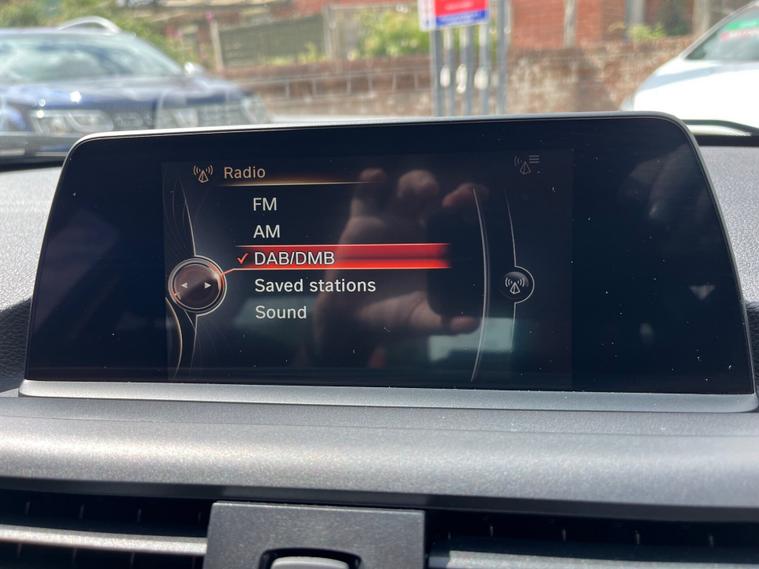 Radio
FM
AM
DAB/DMB
Saved stations
Sound